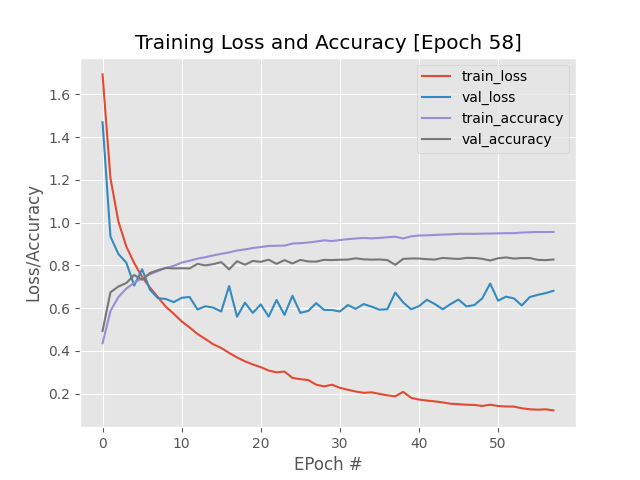 Training Loss and Accuracy [Epoch 58]
train_loss
val_loss
train_accuracy
val_accuracy
Loss/Accuracy
1.6
1.4
1.2
1.0
0.8
0.6
0.4
0.2
0 10 20 30 40 50
EPoch #